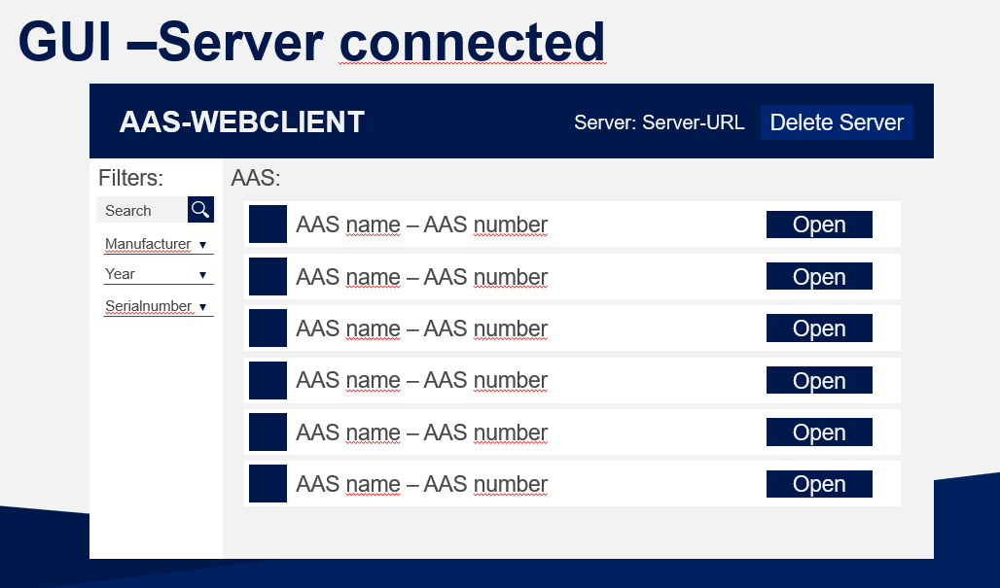 GUI –Server connected
AAS-WEBCLIENT
Server: Server-URL
Delete Server
Filters:
Search
Manufacturer
Year
Serialnumber
AAS:
AAS name – AAS number Open
AAS name – AAS number Open
AAS name – AAS number Open
AAS name – AAS number Open
AAS name – AAS number Open
AAS name – AAS number Open